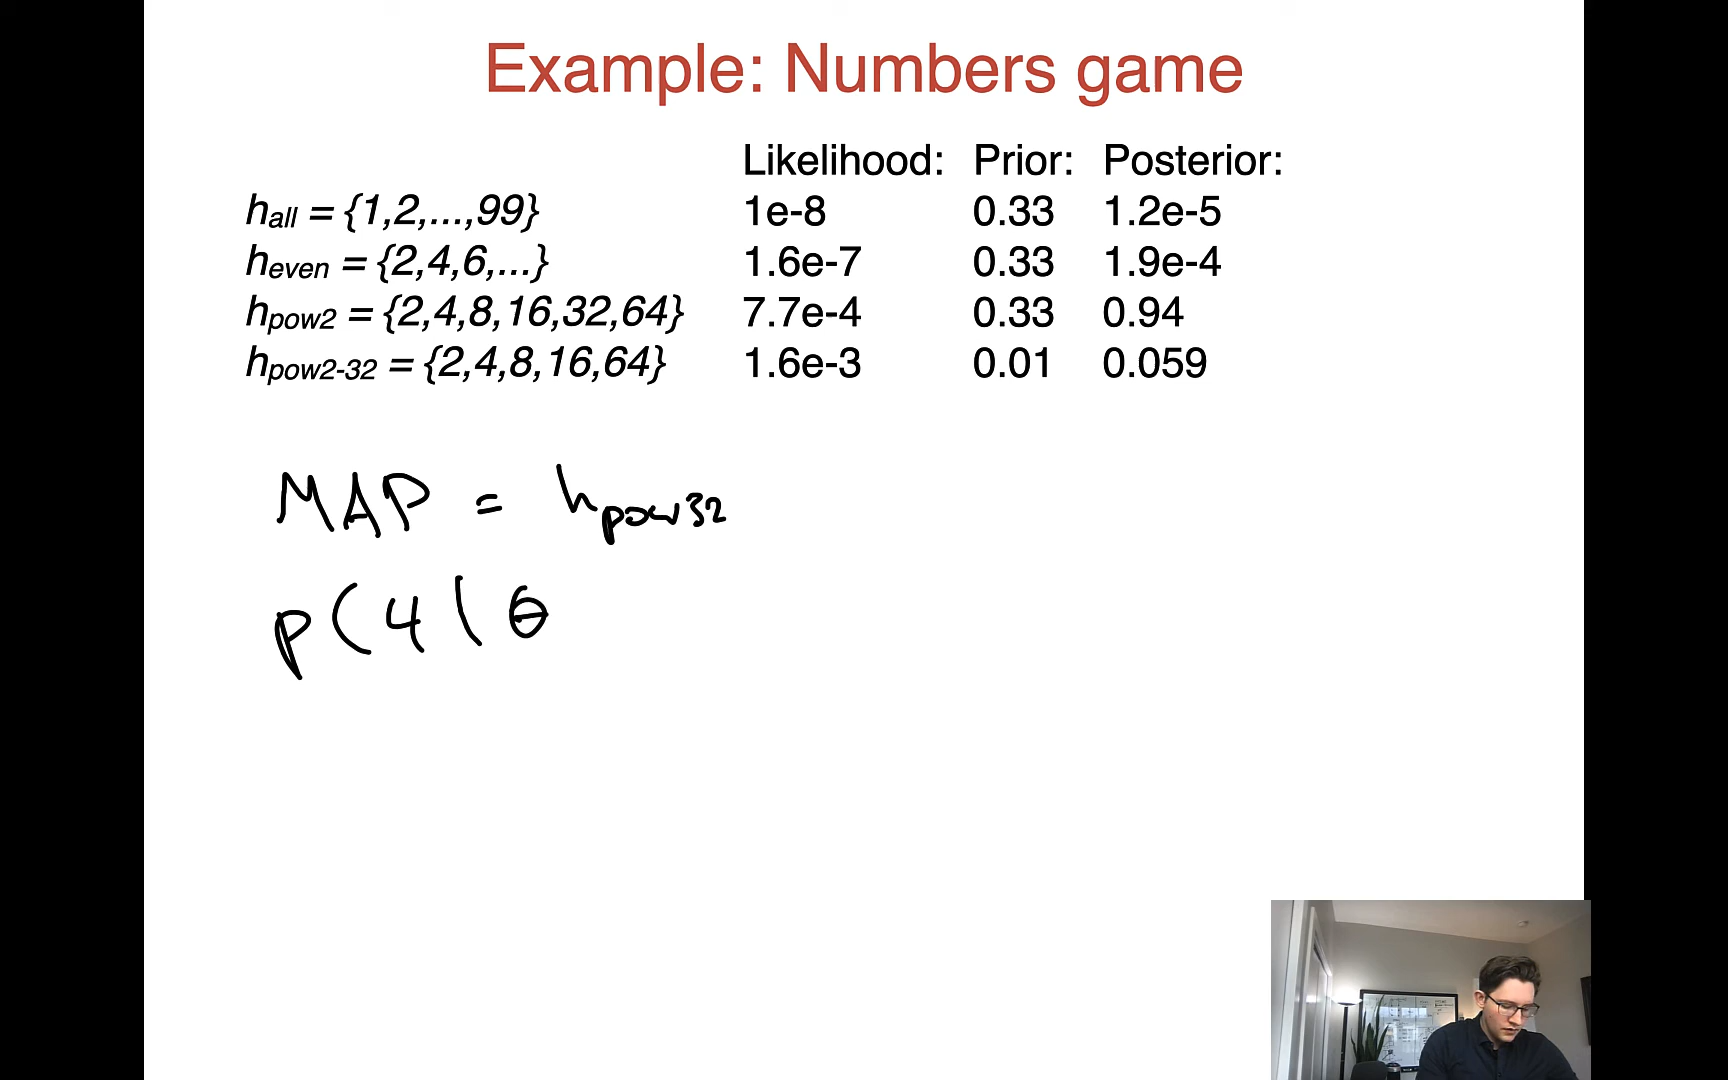 Example: Numbers game
Likelihood: Prior: Posterior:
hall = {1,2,...,99} 1e-8 0.33 1.2e-5
heven = {2,4,6,...} 1.6e-7 0.33 1.9e-4
hpow2 = {2,4,8,16,32,64} 7.7e-4 0.33 0.94
hpow2-32 = {2,4,8,16,64} 1.6e-3 0.01 0.059
MAP = hpow32
p(4 | θ